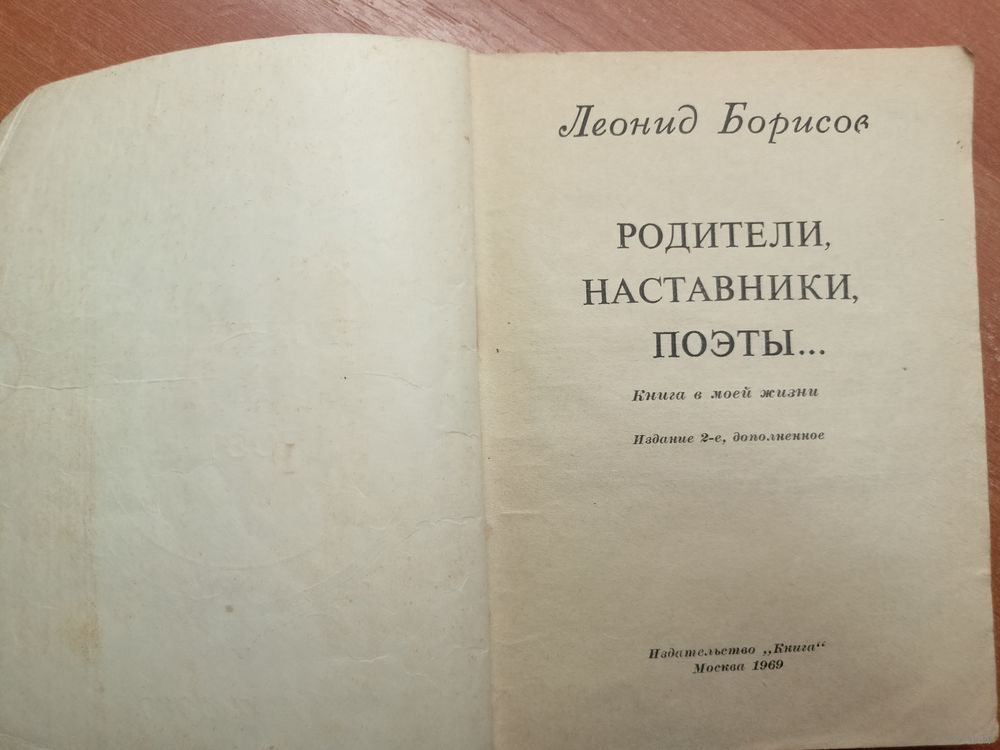 Леонид Борисов
РОДИТЕЛИ,
НАСТАВНИКИ,
ПОЭТЫ...
Книга в моей жизни
Издание 2-е, дополненное
Издательство „Книга“
Москва 1969